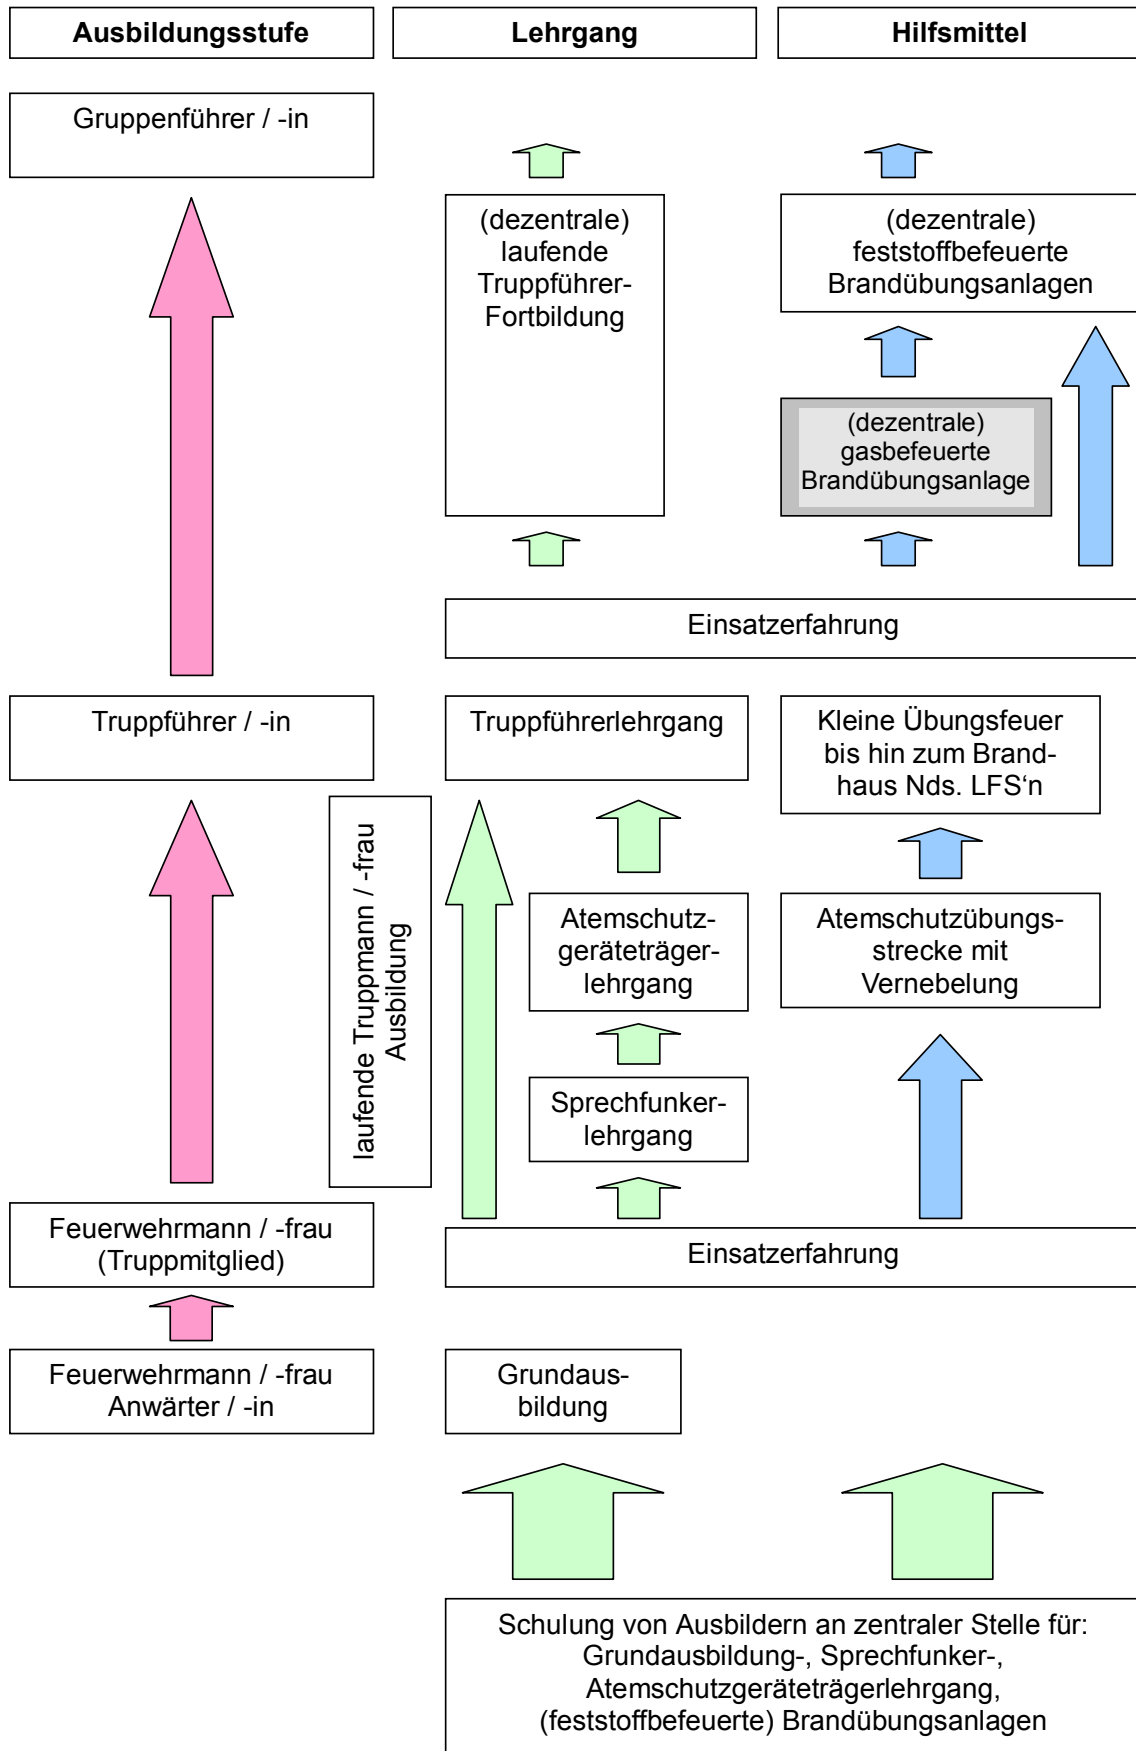 Ausbildungsstufe
Lehrgang
Hilfsmittel
Gruppenführer / -in
(dezentrale)
laufende
Truppführer-
Fortbildung
(dezentrale)
feststoffbefeuerte
Brandübungsanlagen
(dezentrale)
gasbefeuerte
Brandübungsanlage
Einsatzerfahrung
Truppführer / -in
Truppführerlehrgang
Kleine Übungsfeuer
bis hin zum Brand-
haus Nds. LFS‘n
laufende Truppmann / -frau
Ausbildung
Atemschutz-
geräteträger-
lehrgang
Atemschutzübungs-
strecke mit
Vernebelung
Sprechfunker-
lehrgang
Feuerwehrmann / -frau
(Truppmitglied)
Einsatzerfahrung
Feuerwehrmann / -frau
Anwärter / -in
Grundaus-
bildung
Schulung von Ausbildern an zentraler Stelle für:
Grundausbildung-, Sprechfunker-,
Atemschutzgeräteträgerlehrgang,
(feststoffbefeuerte) Brandübungsanlagen